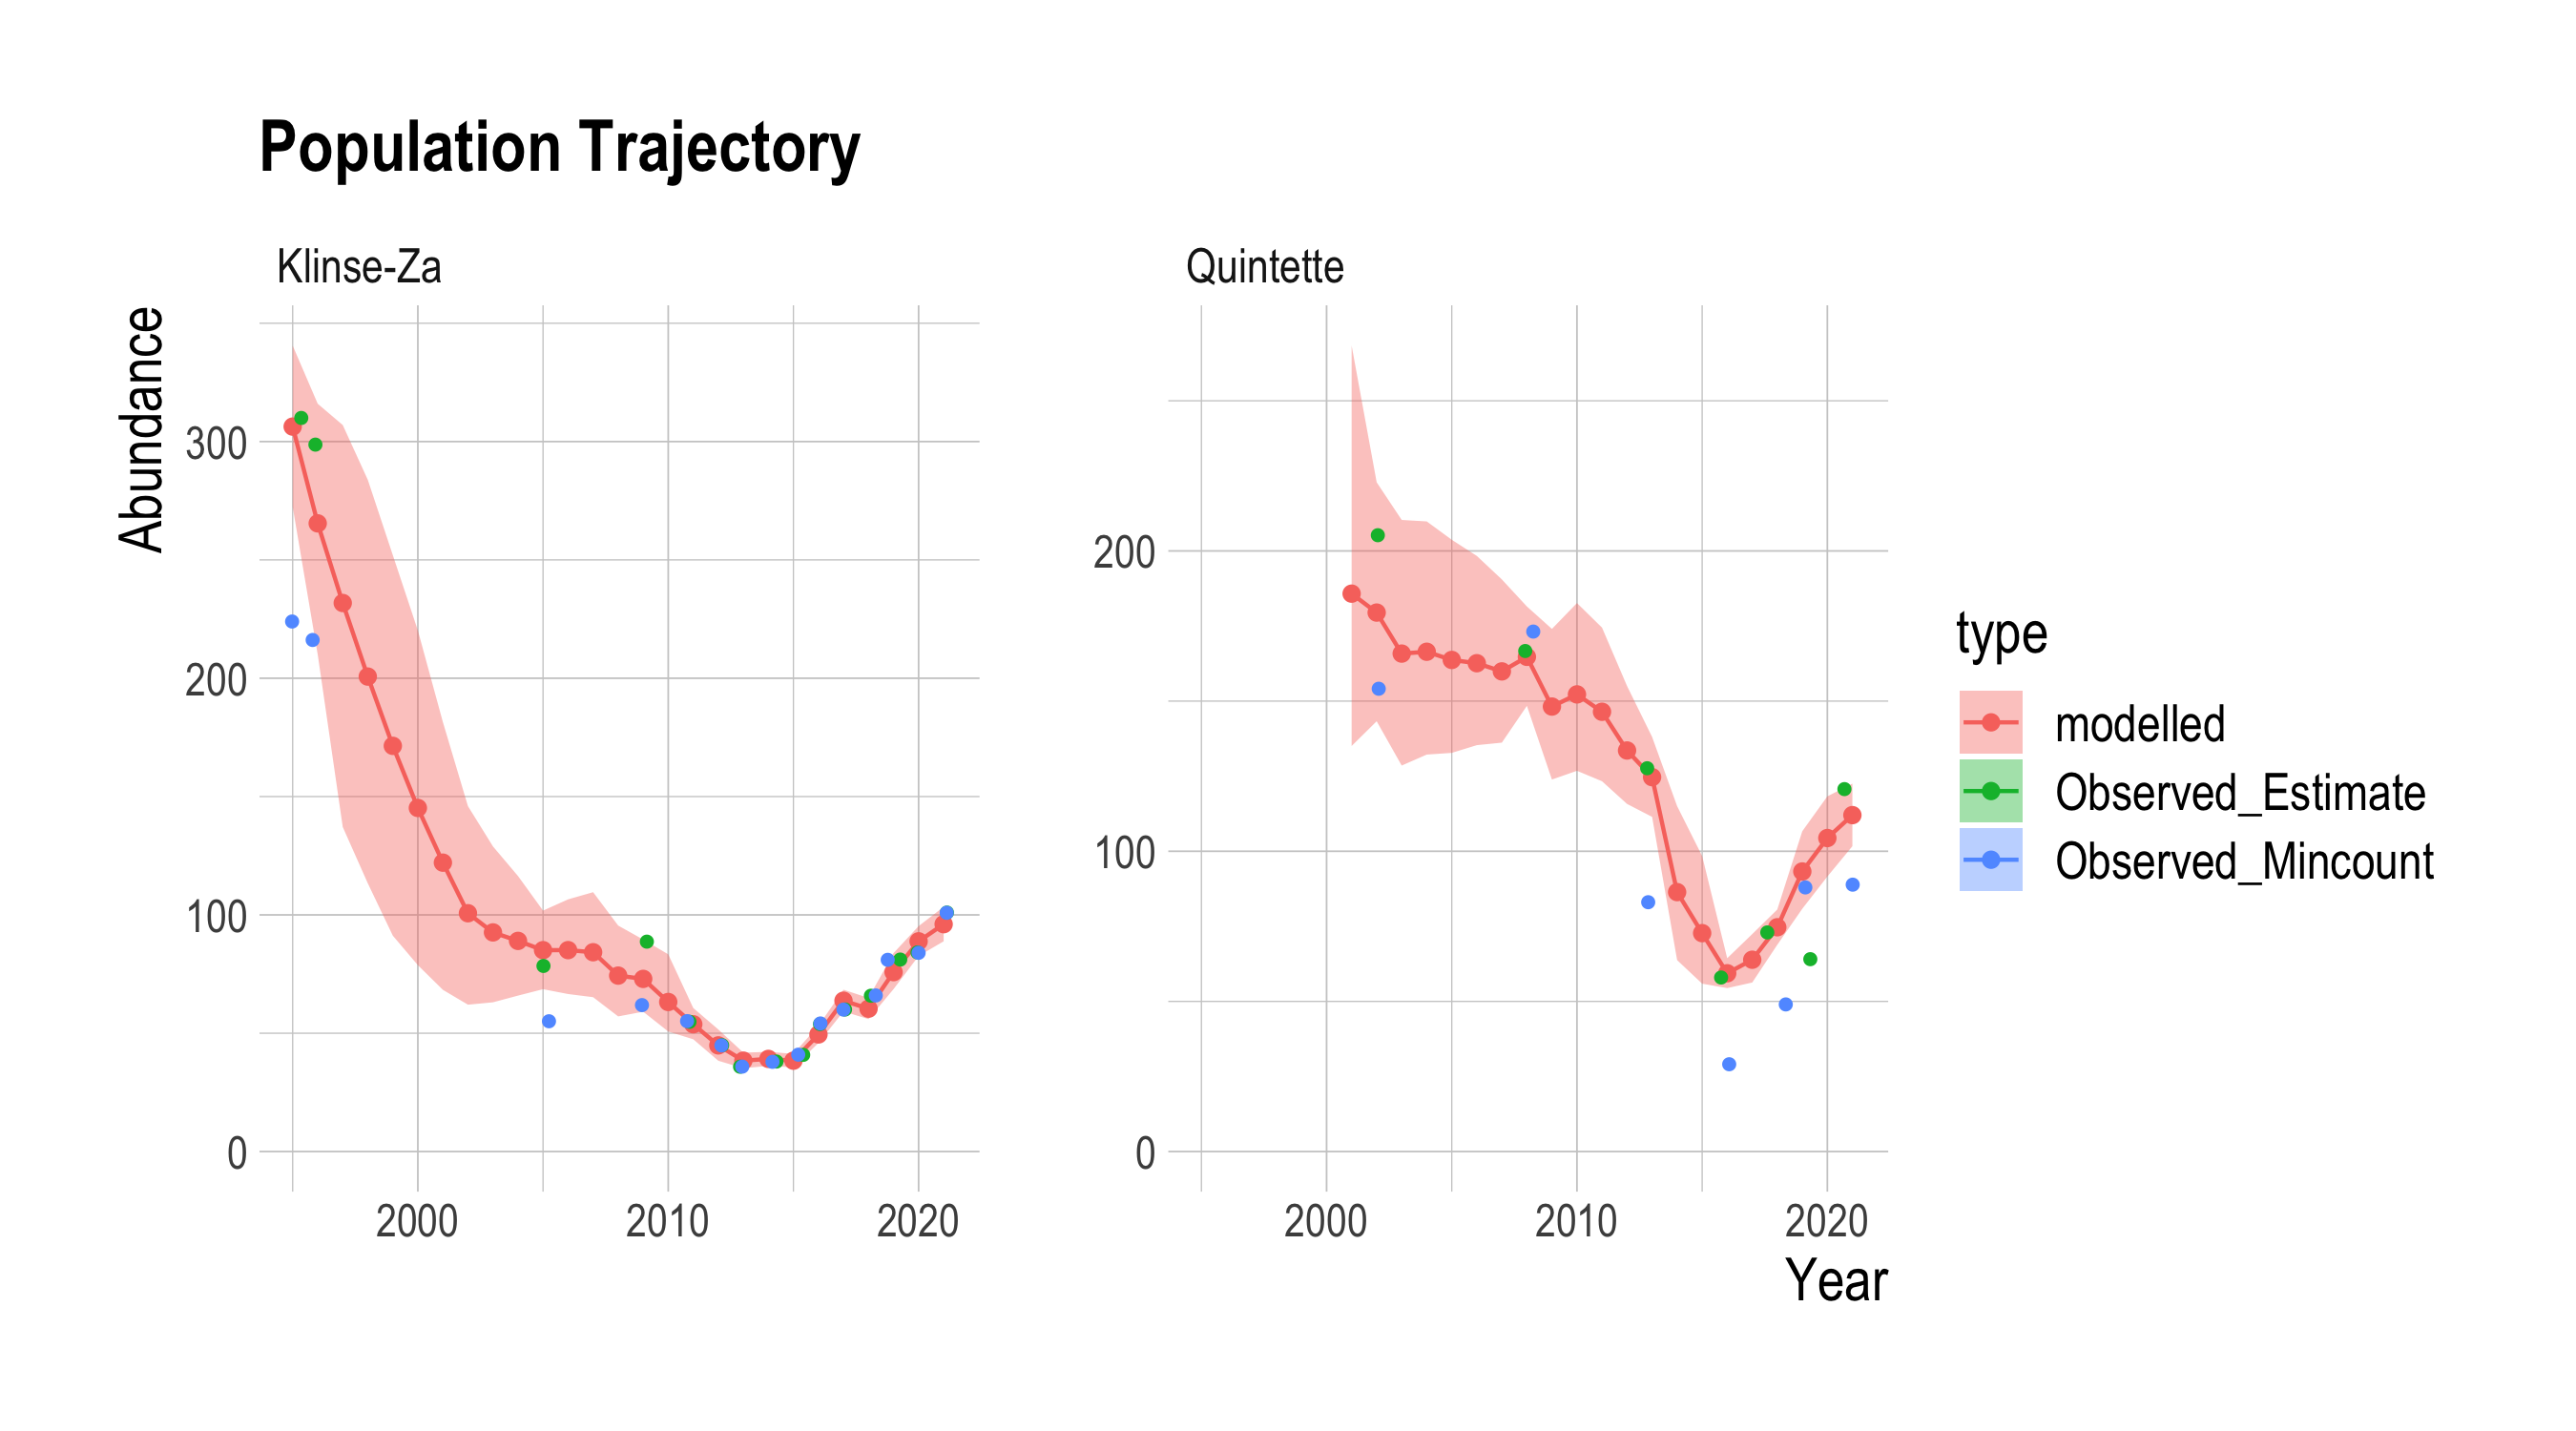 Population Trajectory
Klinse-Za
Quintette
Abundance
300
200
100
0
2000 2010 2020
200
100
0
2000 2010 2020
Year
type
modelled
Observed_Estimate
Observed_Mincount